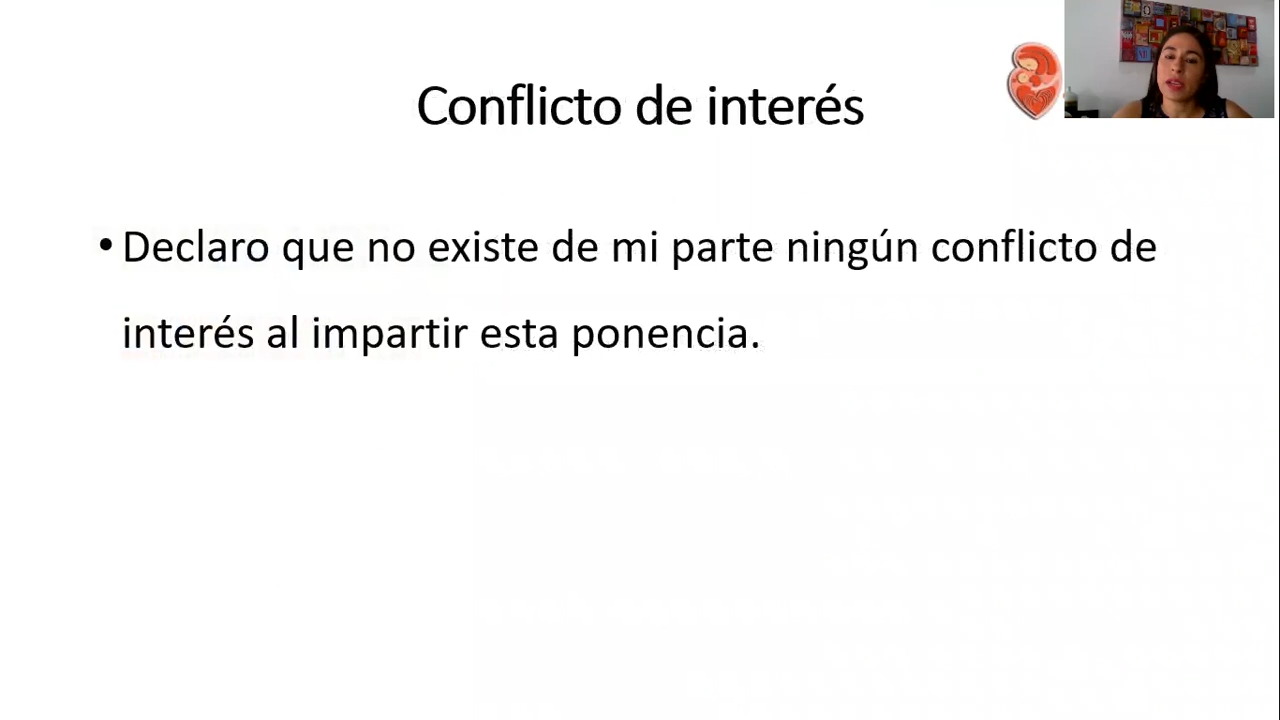 Conflicto de interés
• Declaro que no existe de mi parte ningún conflicto de
interés al impartir esta ponencia.